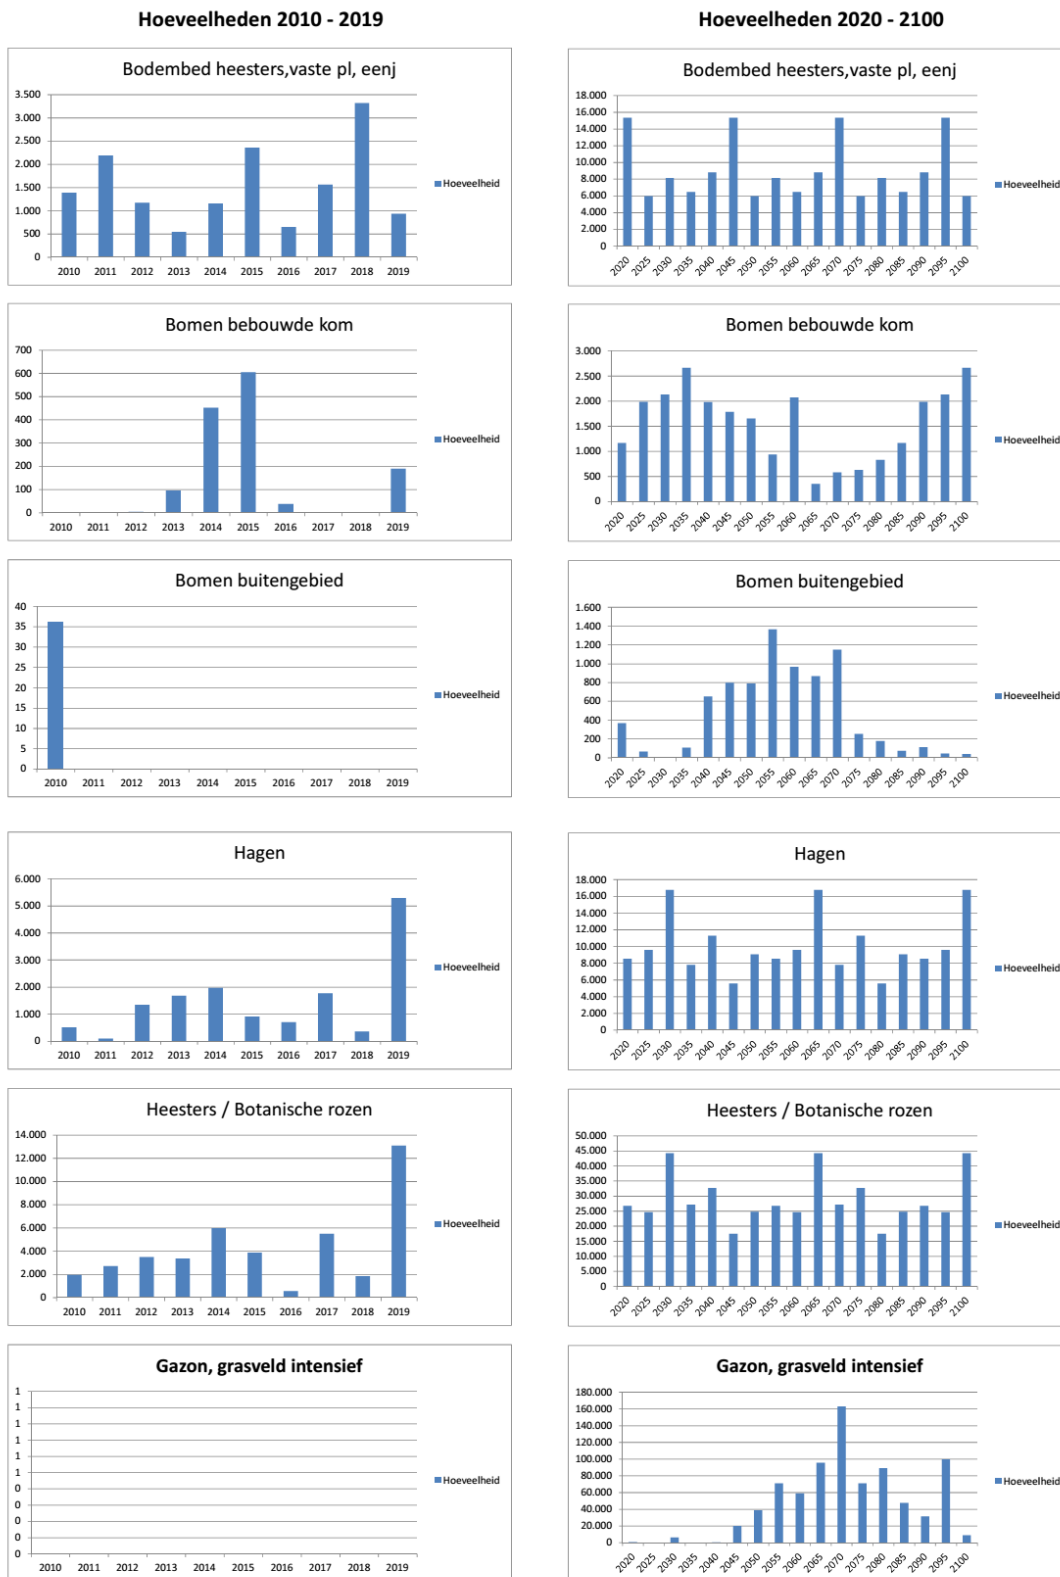 Hoeveelheden 2010 - 2019
Hoeveelheden 2020 - 2100
Bodembed heesters,vaste pl, eenj
3.500
3.000
2.500
2.000
1.500
1.000
500
0
2010 2011 2012 2013 2014 2015 2016 2017 2018 2019
Hoeveelheid
Bodembed heesters,vaste pl, eenj
18.000
16.000
14.000
12.000
10.000
8.000
6.000
4.000
2.000
0
2020 2025 2030 2035 2040 2045 2050 2055 2060 2065 2070 2075 2080 2085 2090 2095 2100
Hoeveelheid
Bomen bebouwde kom
700
600
500
400
300
200
100
0
2010 2011 2012 2013 2014 2015 2016 2017 2018 2019
Hoeveelheid
Bomen bebouwde kom
3.000
2.500
2.000
1.500
1.000
500
0
2020 2025 2030 2035 2040 2045 2050 2055 2060 2065 2070 2075 2080 2085 2090 2095 2100
Hoeveelheid
Bomen buitengebied
40
35
30
25
20
15
10
5
0
2010 2011 2012 2013 2014 2015 2016 2017 2018 2019
Hoeveelheid
Bomen buitengebied
1.600
1.400
1.200
1.000
800
600
400
200
0
2020 2025 2030 2035 2040 2045 2050 2055 2060 2065 2070 2075 2080 2085 2090 2095 2100
Hoeveelheid
Hagen
6.000
5.000
4.000
3.000
2.000
1.000
0
2010 2011 2012 2013 2014 2015 2016 2017 2018 2019
Hoeveelheid
Hagen
18.000
16.000
14.000
12.000
10.000
8.000
6.000
4.000
2.000
0
2020 2025 2030 2035 2040 2045 2050 2055 2060 2065 2070 2075 2080 2085 2090 2095 2100
Hoeveelheid
Heesters / Botanische rozen
14.000
12.000
10.000
8.000
6.000
4.000
2.000
0
2010 2011 2012 2013 2014 2015 2016 2017 2018 2019
Hoeveelheid
Heesters / Botanische rozen
50.000
45.000
40.000
35.000
30.000
25.000
20.000
15.000
10.000
5.000
0
2020 2025 2030 2035 2040 2045 2050 2055 2060 2065 2070 2075 2080 2085 2090 2095 2100
Hoeveelheid
Gazon, grasveld intensief
1
1
1
1
1
1
0
0
0
0
0
2010 2011 2012 2013 2014 2015 2016 2017 2018 2019
Hoeveelheid
Gazon, grasveld intensief
180.000
160.000
140.000
120.000
100.000
80.000
60.000
40.000
20.000
0
2020 2025 2030 2035 2040 2045 2050 2055 2060 2065 2070 2075 2080 2085 2090 2095 2100
Hoeveelheid